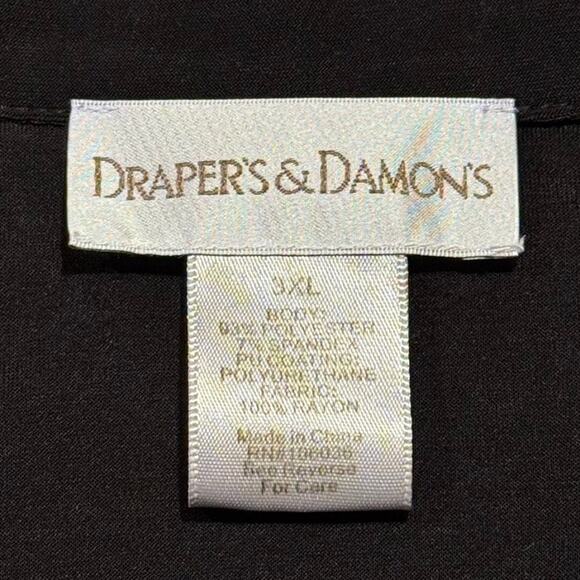 DRAPER'S & DAMON'S
3XL
BODY:
93% POLYESTER
7% SPANDEX
PU COATING:
POLYURETHANE
FABRIC:
100% RAYON
Made in China
RN#106036
See Reverse
For Care